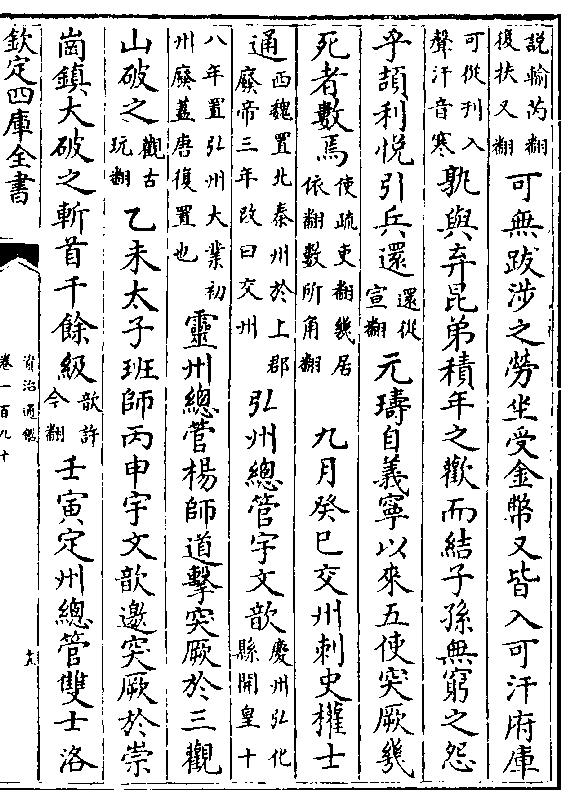 説輸芮翻復扶又翻可無跋涉之勞坐受金幣又皆入可汗府庫
可從刋入聲汗音寒孰與弃昆弟積年之歡而結子孫無窮之怨
乎頡利悦引兵還還從宣翻元璹自義寧以來五使突厥幾
死者數焉使疏吏翻幾居依翻數所角翻九月癸巳交州刺史權士
通西魏置北秦州於上郡廢帝三年改曰交州弘州總管宇文歆慶州弘化縣開皇十
八年置弘州大業初州廢蓋唐復置也靈州總管楊師道擊突厥於三觀
山破之觀古玩翻乙未太子班師丙申宇文歆邀突厥於崇
崗鎮大破之斬首千餘級歆許今翻壬寅定州總管雙士洛
欽定四庫全書
資治通鑑
卷一百九十